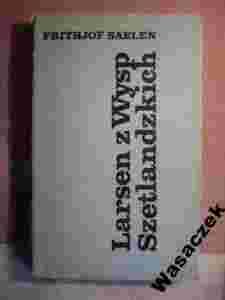 FRITHJOF SAELEN
Larsen z Wysp
Szetlandzkich
Wasaczek